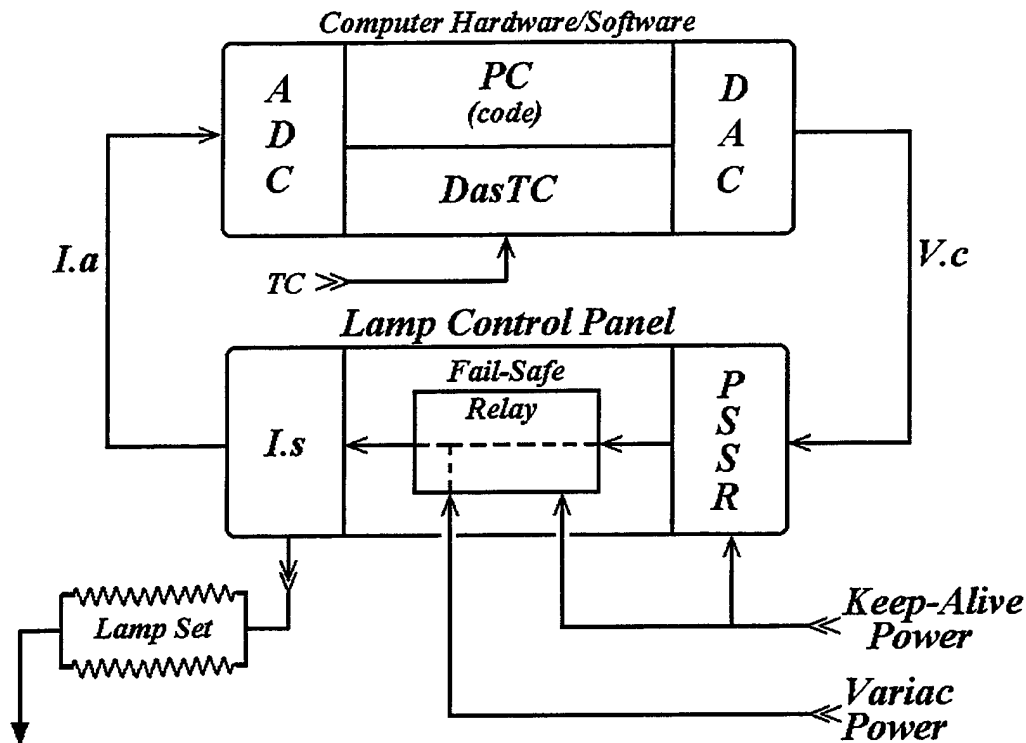 Computer Hardware/Software
A
D
C
PC
(code)
DasTC
D
A
C
I.a
V.c
TC
Lamp Control Panel
I.s
Fail-Safe
Relay
P
S
S
R
Lamp Set
Keep-Alive
Power
Variac
Power